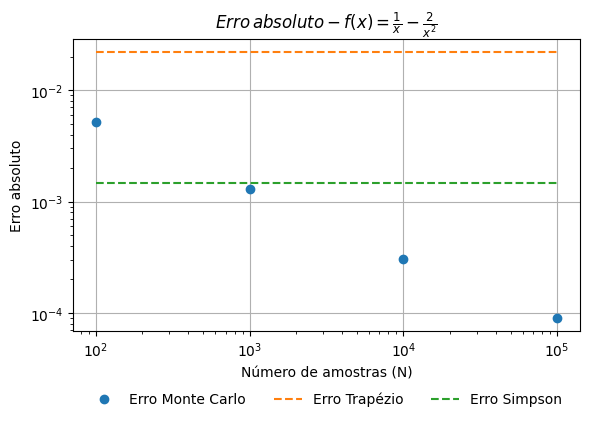 Erro absoluto − f(x) = 1/x − 2/x²
Erro absoluto
10⁻²
10⁻³
10⁻⁴
10² 10³ 10⁴ 10⁵
Número de amostras (N)
Erro Monte Carlo Erro Trapézio Erro Simpson